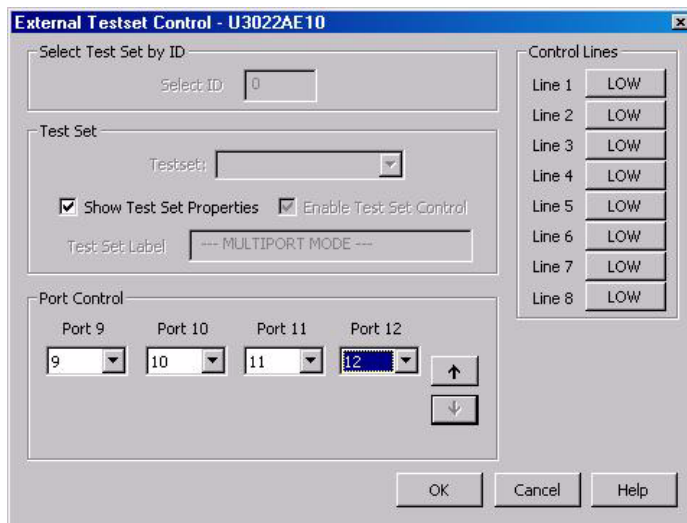 External Testset Control - U3022AE10
Select Test Set by ID
Select ID 0
Test Set
Testset:
Show Test Set Properties Enable Test Set Control
Test Set Label --- MULTIPORT MODE ---
Port Control
Port 9 Port 10 Port 11 Port 12
9 10 11 12
Control Lines
Line 1 LOW
Line 2 LOW
Line 3 LOW
Line 4 LOW
Line 5 LOW
Line 6 LOW
Line 7 LOW
Line 8 LOW
OK Cancel Help